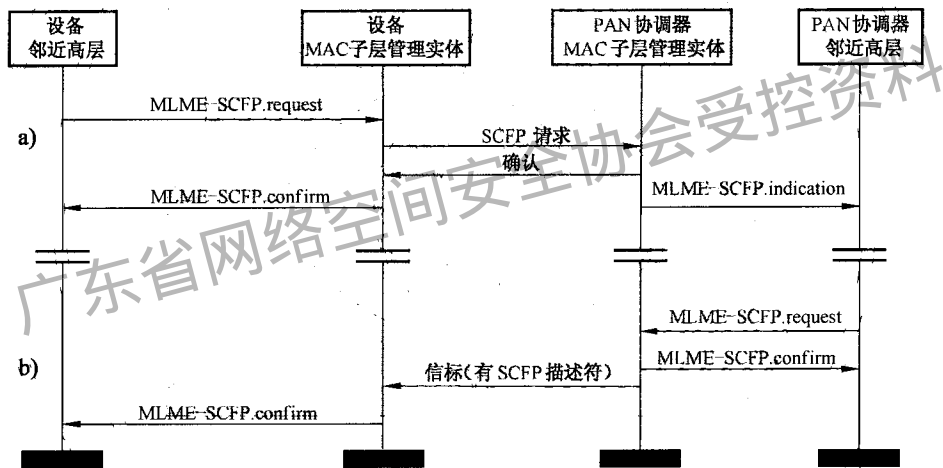 设备
邻近高层
设备
MAC子层管理实体
PAN协调器
MAC子层管理实体
PAN协调器
邻近高层
a)
MLME-SCFP.request
SCFP 请求
确认
MLME-SCFP.confirm
MLME-SCFP.indication
MLME-SCFP.request
b)
MLME-SCFP.confirm
信标(有SCFP描述符)
MLME-SCFP.confirm
广东省网络空间安全协会受控资料